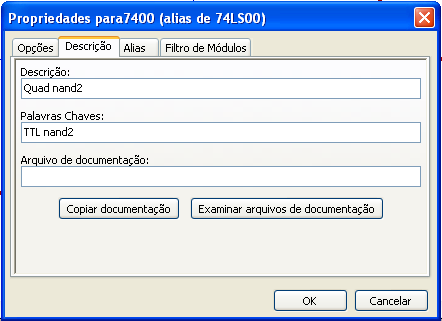 Propriedades para7400 (alias de 74LS00)
Opções Descrição Alias Filtro de Módulos
Descrição:
Quad nand2
Palavras Chaves:
TTL nand2
Arquivo de documentação:
Copiar documentação Examinar arquivos de documentação
OK Cancelar